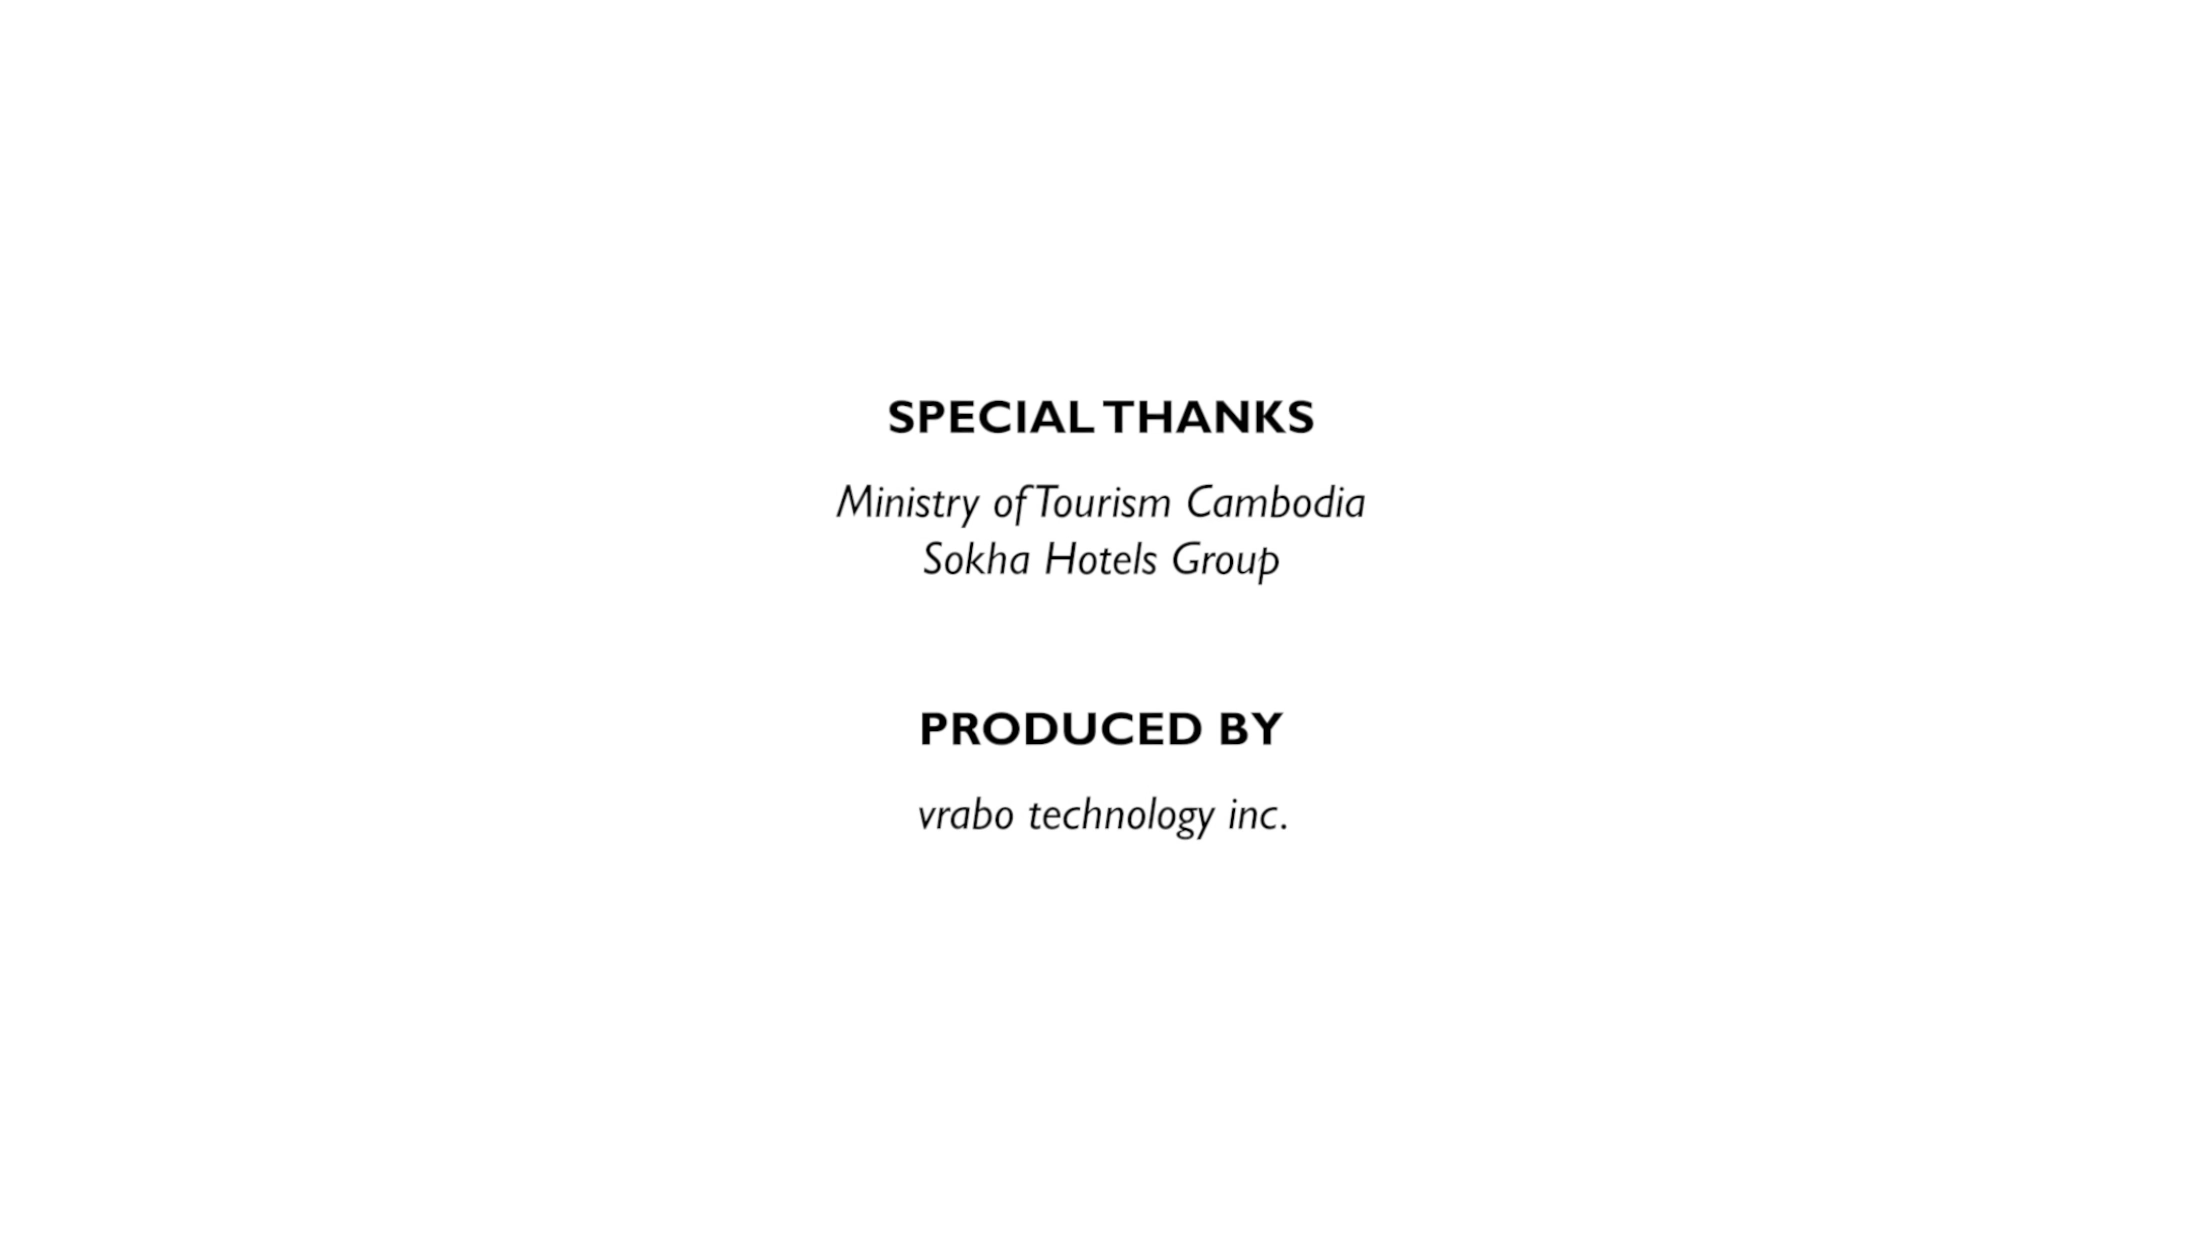 SPECIAL THANKS
Ministry of Tourism Cambodia
Sokha Hotels Group
PRODUCED BY
vrabo technology inc.